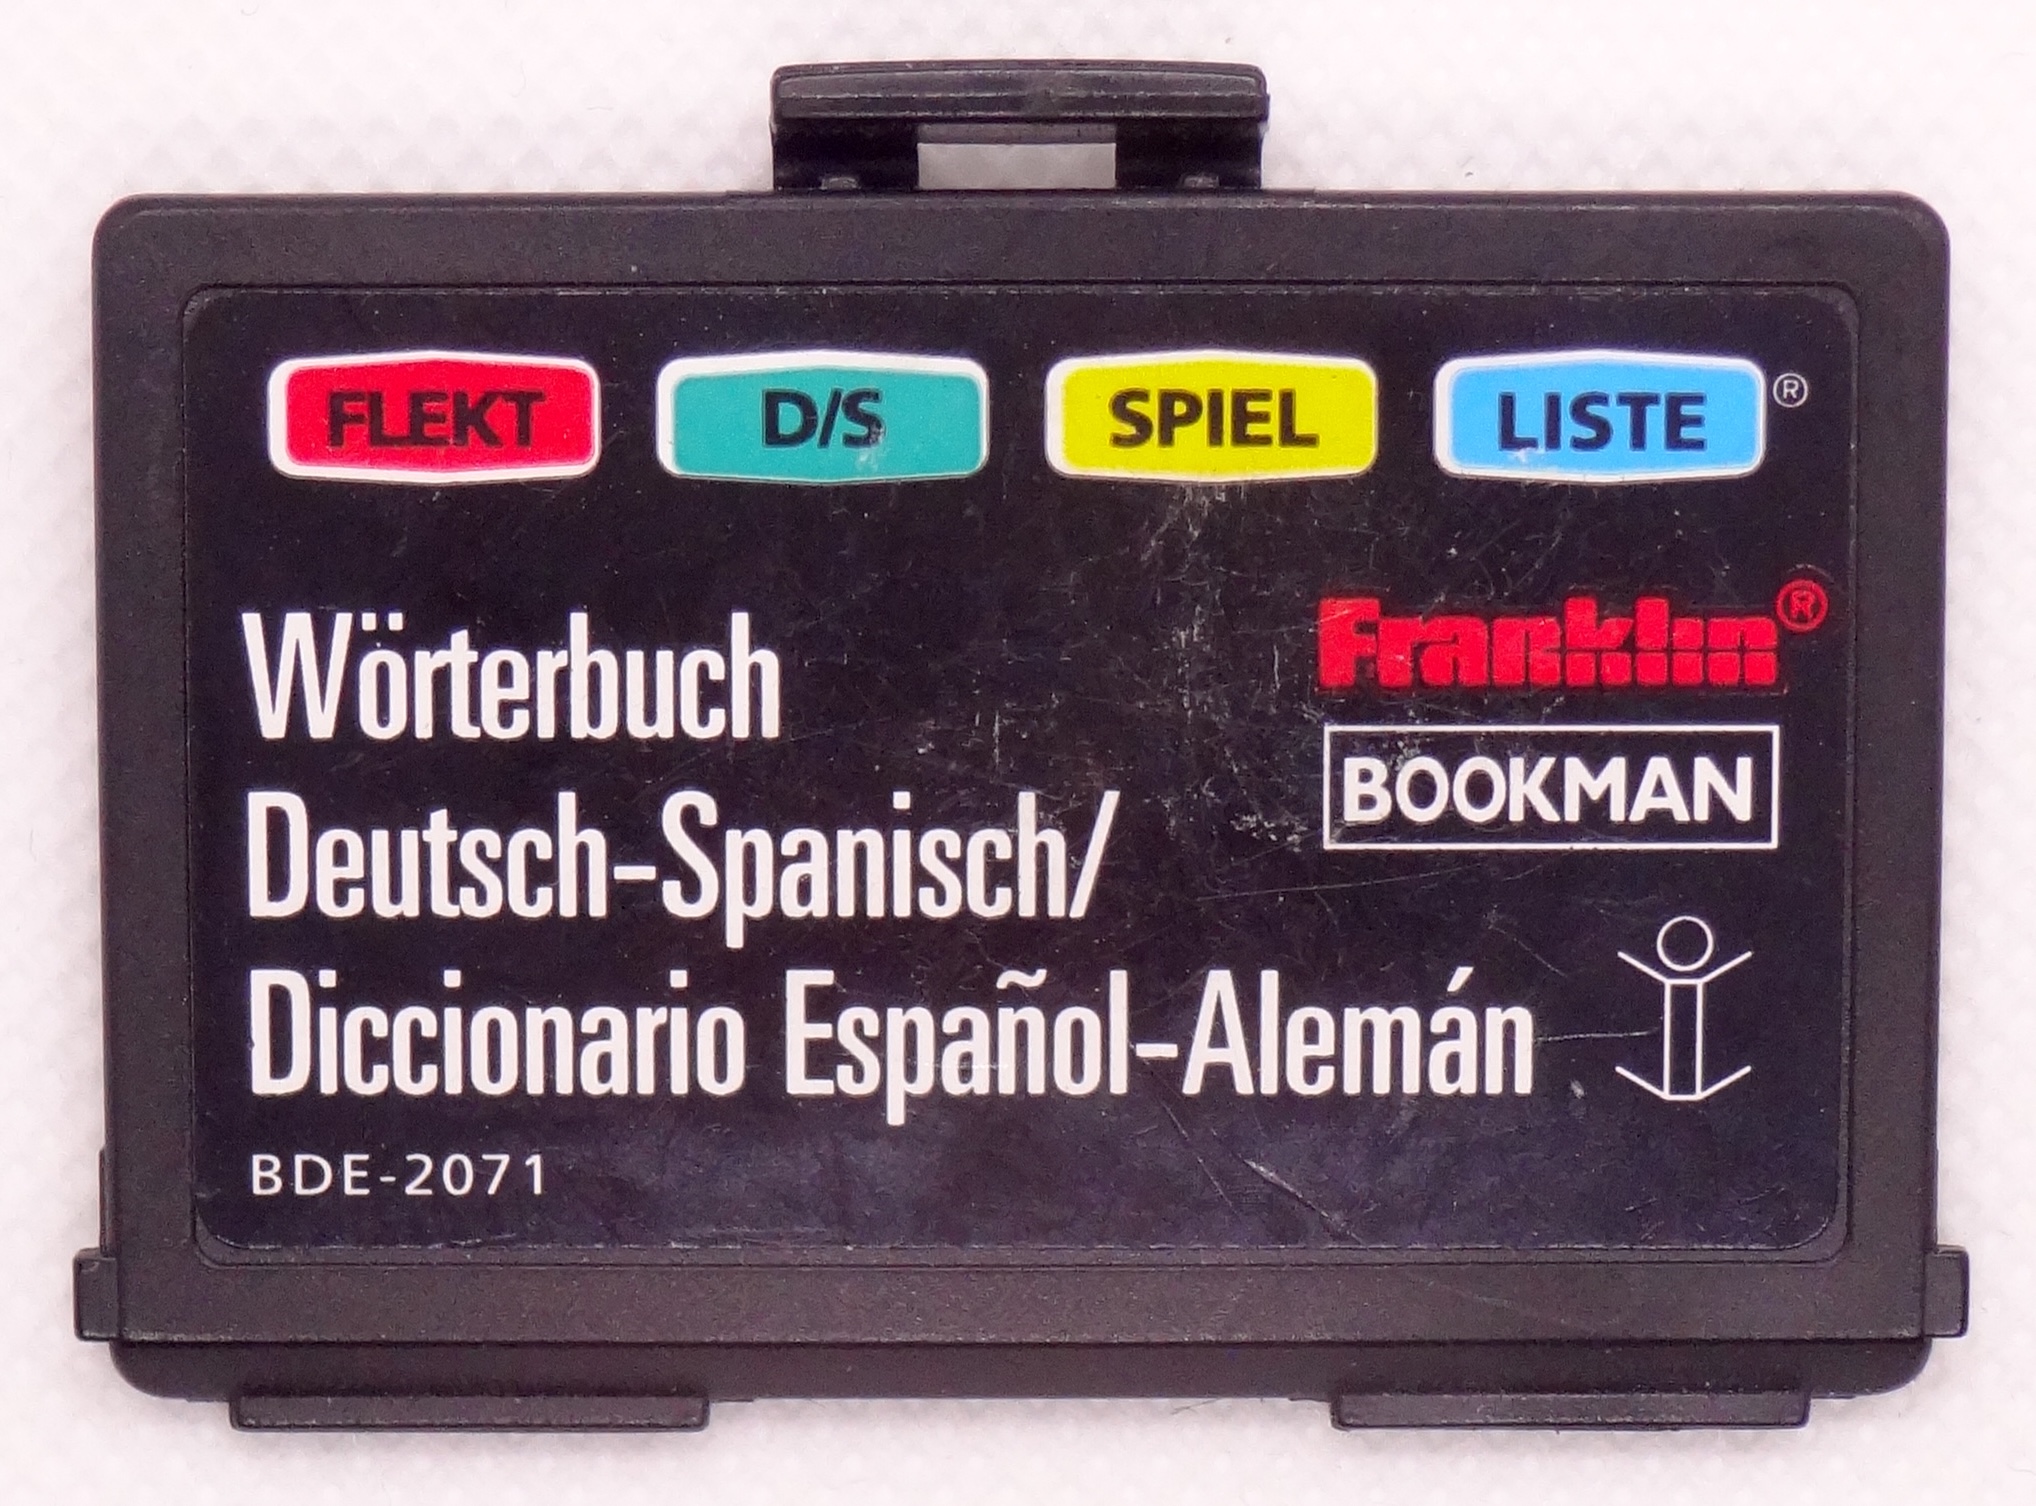 FLEKT D/S SPIEL LISTE ®
Franklin®
BOOKMAN
Wörterbuch
Deutsch-Spanisch/
Diccionario Español-Alemán
BDE-2071